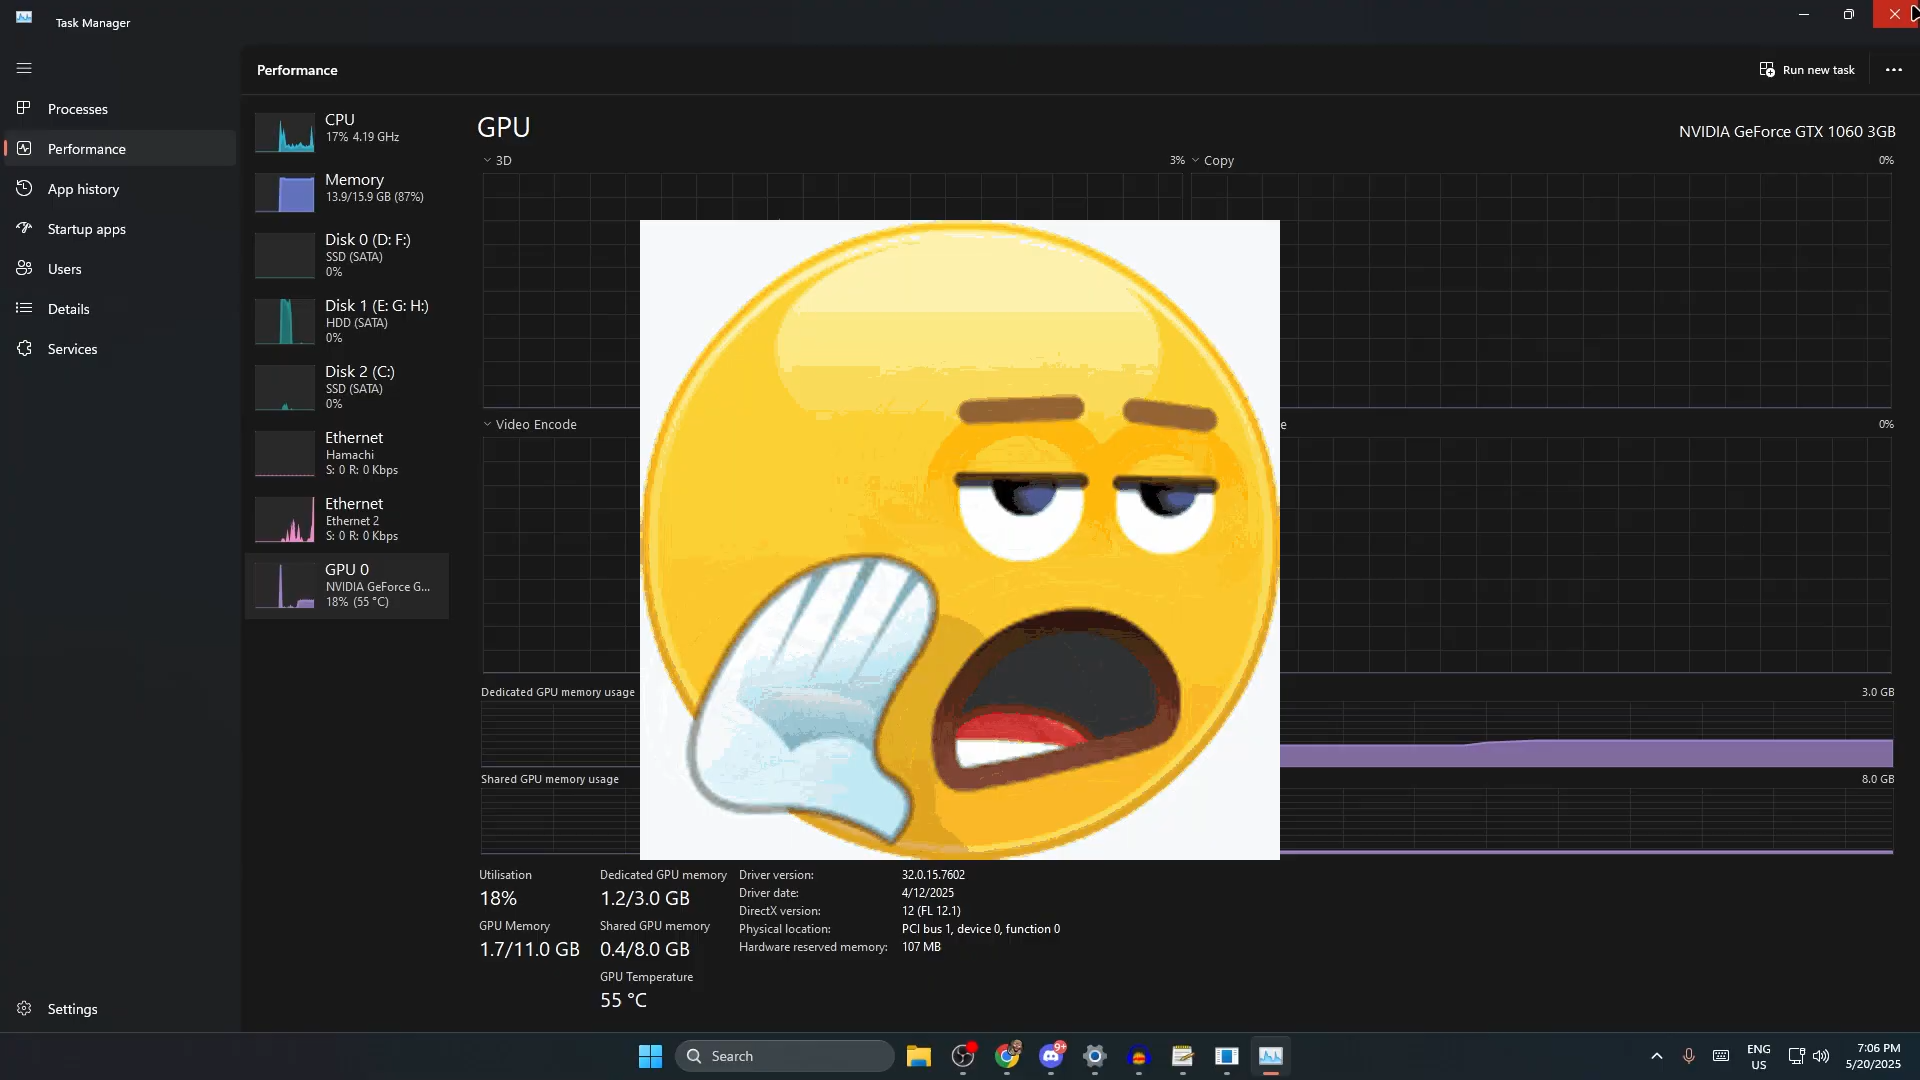 Task Manager
Performance
Run new task
Processes
Performance
App history
Startup apps
Users
Details
Services
Settings
CPU
17% 4.19 GHz
Memory
13.9/15.9 GB (87%)
Disk 0 (D: F:)
SSD (SATA)
0%
Disk 1 (E: G: H:)
HDD (SATA)
0%
Disk 2 (C:)
SSD (SATA)
0%
Ethernet
Hamachi
S: 0 R: 0 Kbps
Ethernet
Ethernet 2
S: 0 R: 0 Kbps
GPU 0
NVIDIA GeForce G...
18% (55 °C)
GPU
NVIDIA GeForce GTX 1060 3GB
3D 3%
Copy 0%
Video Encode
e 0%
Dedicated GPU memory usage 3.0 GB
Shared GPU memory usage 8.0 GB
Utilisation
18%
Dedicated GPU memory
1.2/3.0 GB
GPU Memory
1.7/11.0 GB
Shared GPU memory
0.4/8.0 GB
GPU Temperature
55 °C
Driver version: 32.0.15.7602
Driver date: 4/12/2025
DirectX version: 12 (FL 12.1)
Physical location: PCI bus 1, device 0, function 0
Hardware reserved memory: 107 MB
Search
9+
ENG
US
7:06 PM
5/20/2025